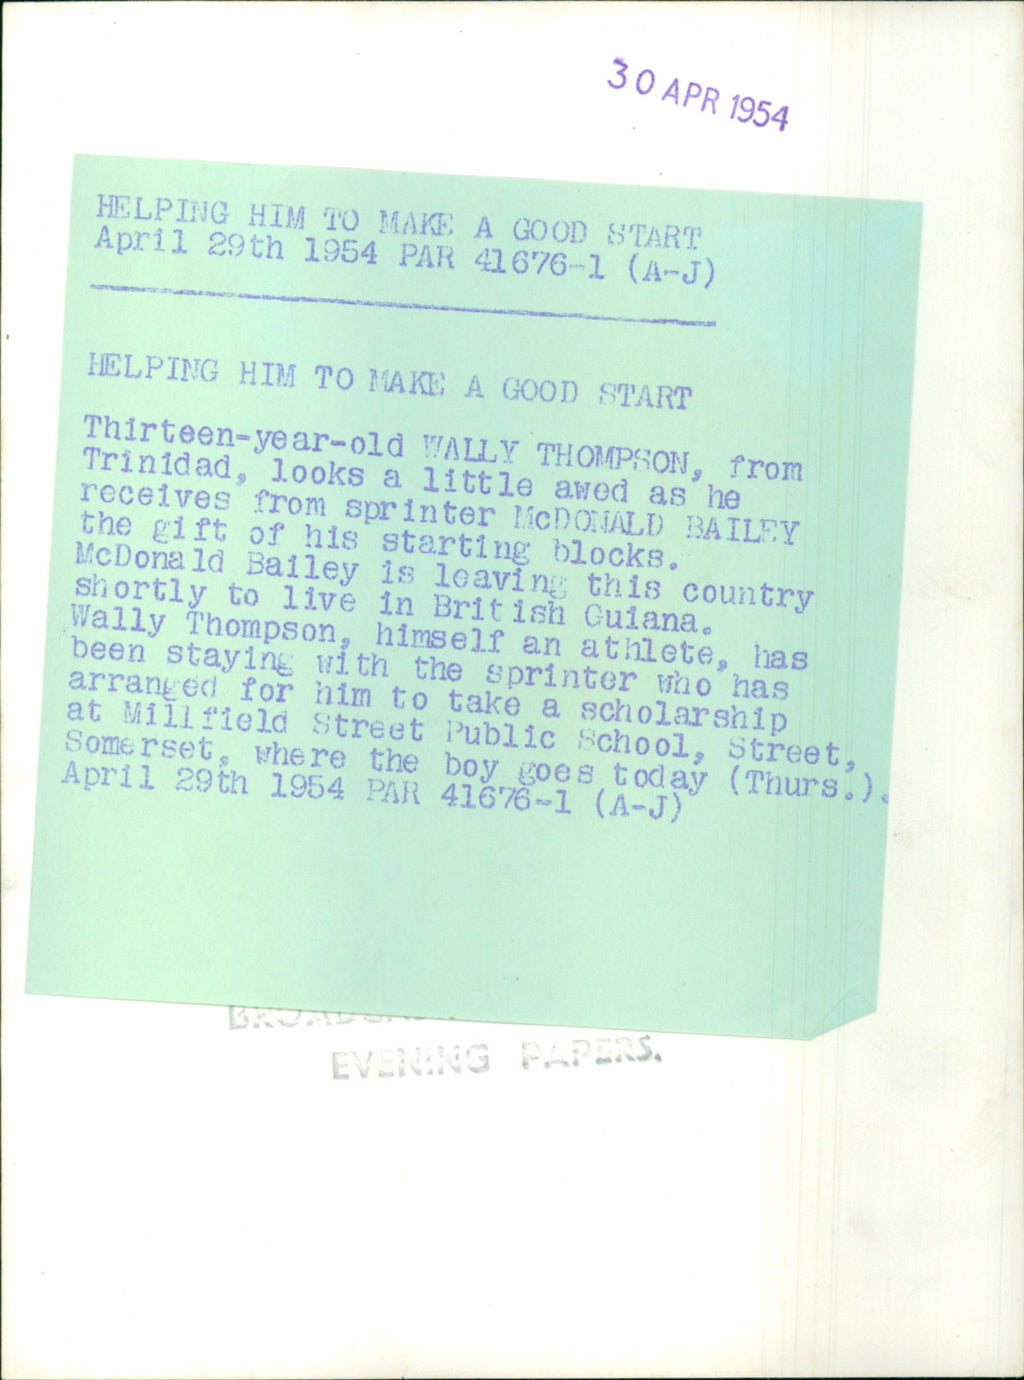 30 APR 1954
HELPING HIM TO MAKE A GOOD START
April 29th 1954 PAR 41676-1 (A-J)
HELPING HIM TO MAKE A GOOD START
Thirteen-year-old WALLY THOMPSON, from
Trinidad, looks a little awed as he
receives from sprinter McDONALD BAILEY
the gift of his starting blocks.
McDonald Bailey is leaving this country
shortly to live in British Guiana.
Wally Thompson, himself an athlete, has
been staying with the sprinter who has
arranged for him to take a scholarship
at Millfield Street Public School, Street,
Somerset, where the boy goes today (Thurs.).
April 29th 1954 PAR 41676-1 (A-J)
EVENING PAPERS.